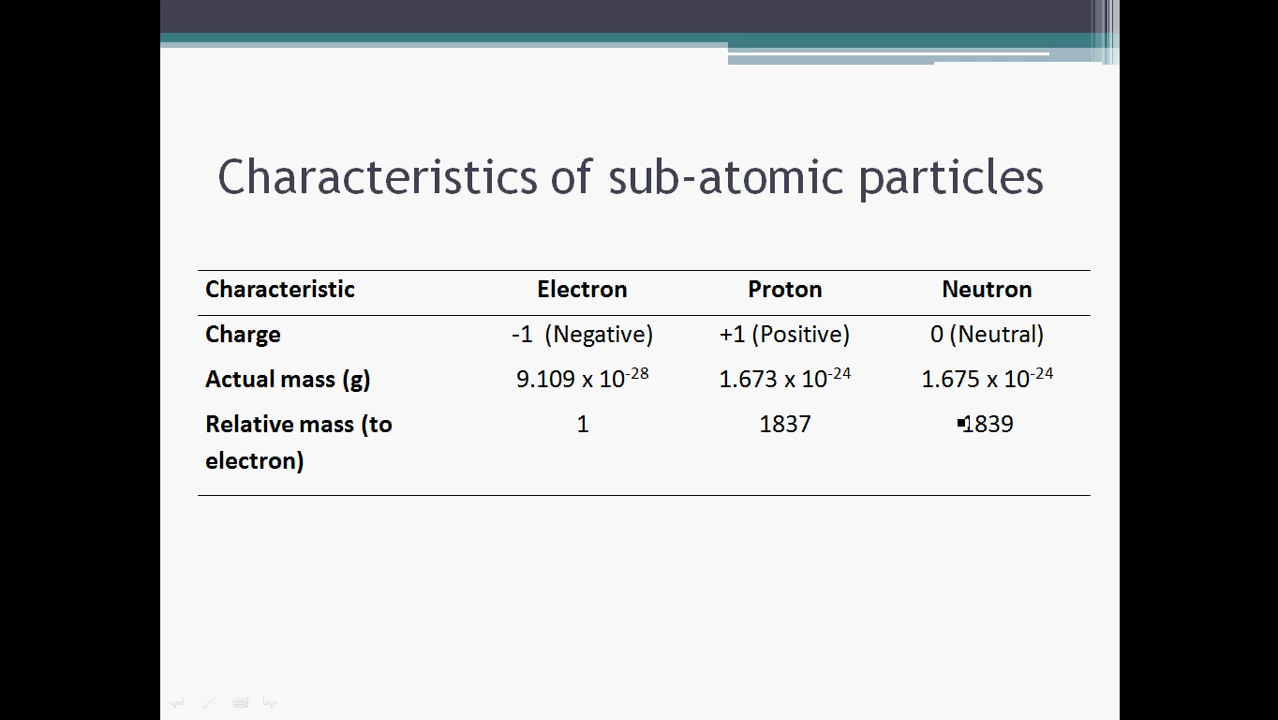 Characteristics of sub-atomic particles
Characteristic Electron Proton Neutron
Charge -1 (Negative) +1 (Positive) 0 (Neutral)
Actual mass (g) 9.109 x 10⁻²⁸ 1.673 x 10⁻²⁴ 1.675 x 10⁻²⁴
Relative mass (to 1 1837 1839
electron)